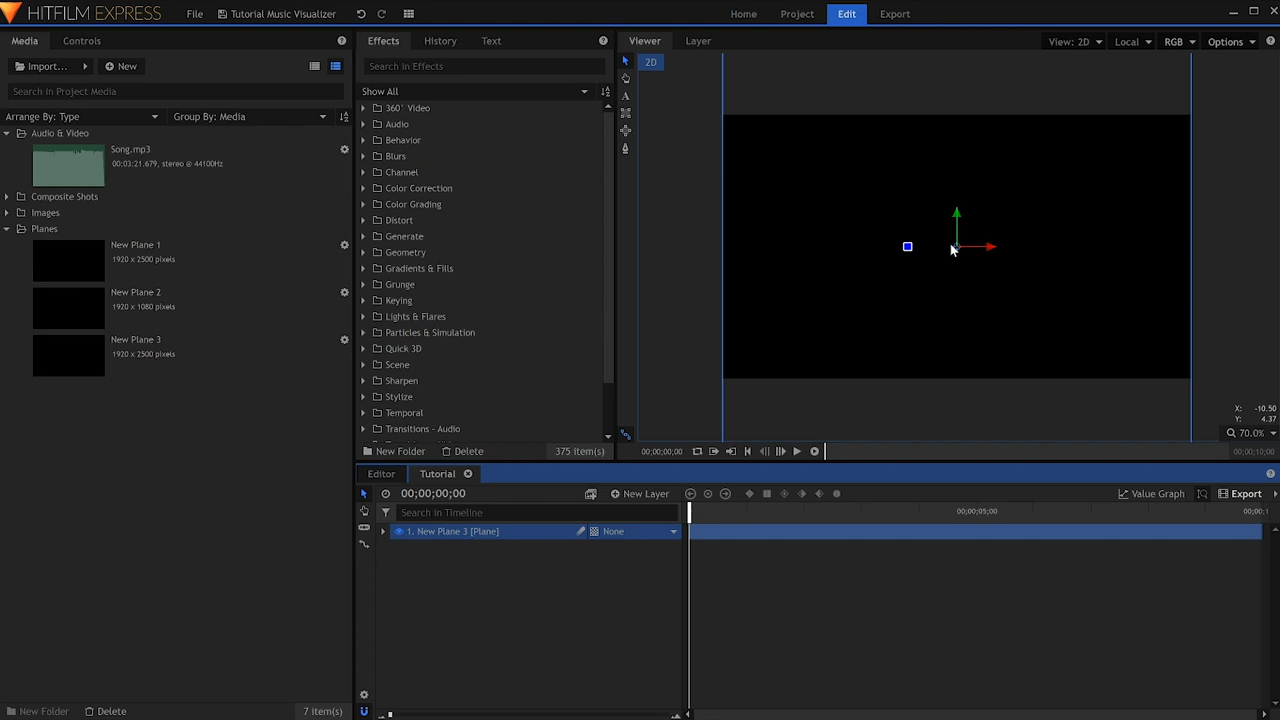 HITFILM EXPRESS File Tutorial Music Visualizer Home Project Edit Export
Media Controls
Import... New
Search in Project Media
Arrange By: Type Group By: Media
Audio & Video
Song.mp3
00:03:21.679, stereo @ 44100Hz
Composite Shots
Images
Planes
New Plane 1
1920 x 2500 pixels
New Plane 2
1920 x 1080 pixels
New Plane 3
1920 x 2500 pixels
New Folder Delete 7 item(s)
Effects History Text
Search in Effects
Show All
360° Video
Audio
Behavior
Blurs
Channel
Color Correction
Color Grading
Distort
Generate
Geometry
Gradients & Fills
Grunge
Keying
Lights & Flares
Particles & Simulation
Quick 3D
Scene
Sharpen
Stylize
Temporal
Transitions - Audio
New Folder Delete 375 item(s)
Viewer Layer View: 2D Local RGB Options
2D
X: -10.50
Y: 4.37
70.0%
00;00;00;00 00;00;10;00
Editor Tutorial
00;00;00;00 New Layer Value Graph Export
Search in Timeline 00;00;05;00 00;00;1
1. New Plane 3 [Plane] None